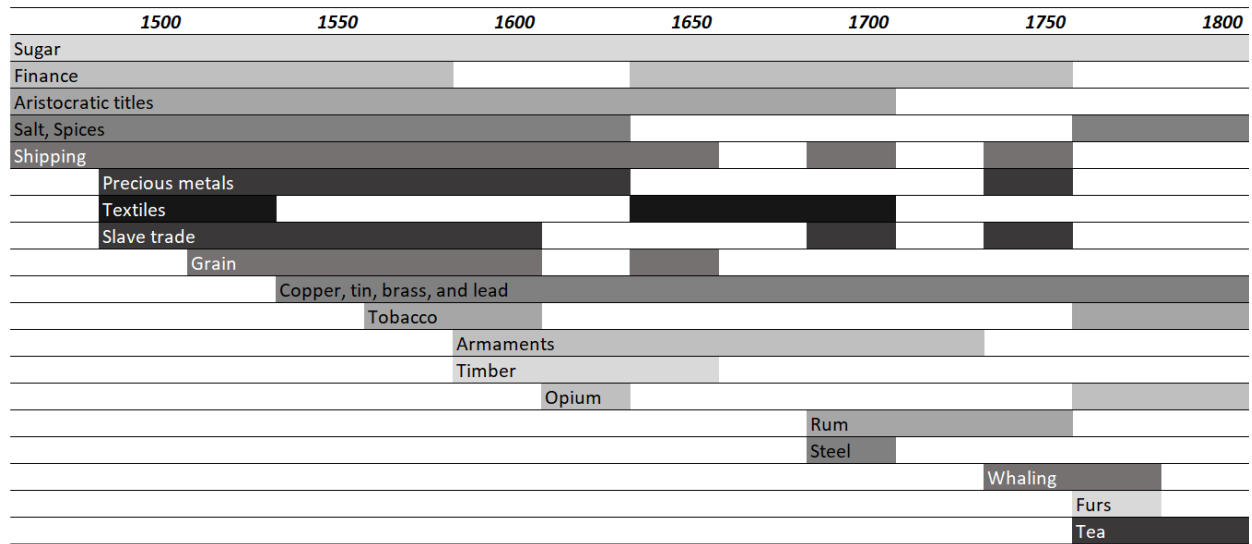 1500 1550 1600 1650 1700 1750 1800
Sugar
Finance
Aristocratic titles
Salt, Spices
Shipping
Precious metals
Textiles
Slave trade
Grain
Copper, tin, brass, and lead
Tobacco
Armaments
Timber
Opium
Rum
Steel
Whaling
Furs
Tea